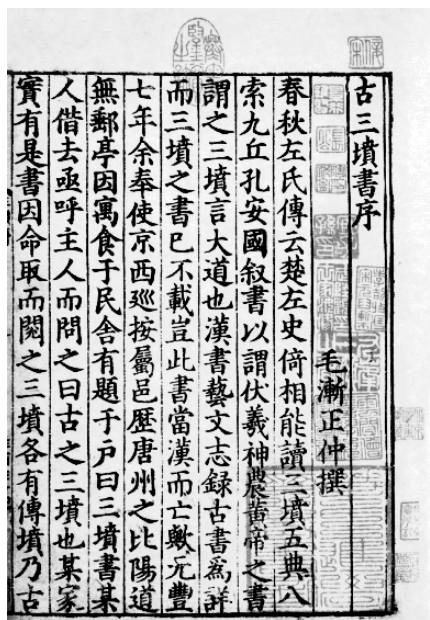 古三墳書序
毛漸正仲撰
春秋左氏傳云楚左史倚相能讀三墳五典八
索九丘孔安國叙書以謂伏羲神農黃帝之書
謂之三墳言大道也漢書藝文志録古書爲詳
而三墳之書已不載豈此書當漢而亡歟元豐
七年余奉使京西廵按屬邑歷唐州之比陽道
無郵亭因寓食于民舍有題于戸曰三墳書某
人借去亟呼主人而問之曰古之三墳也某家
實有是書因命取而閱之三墳各有傳墳乃古